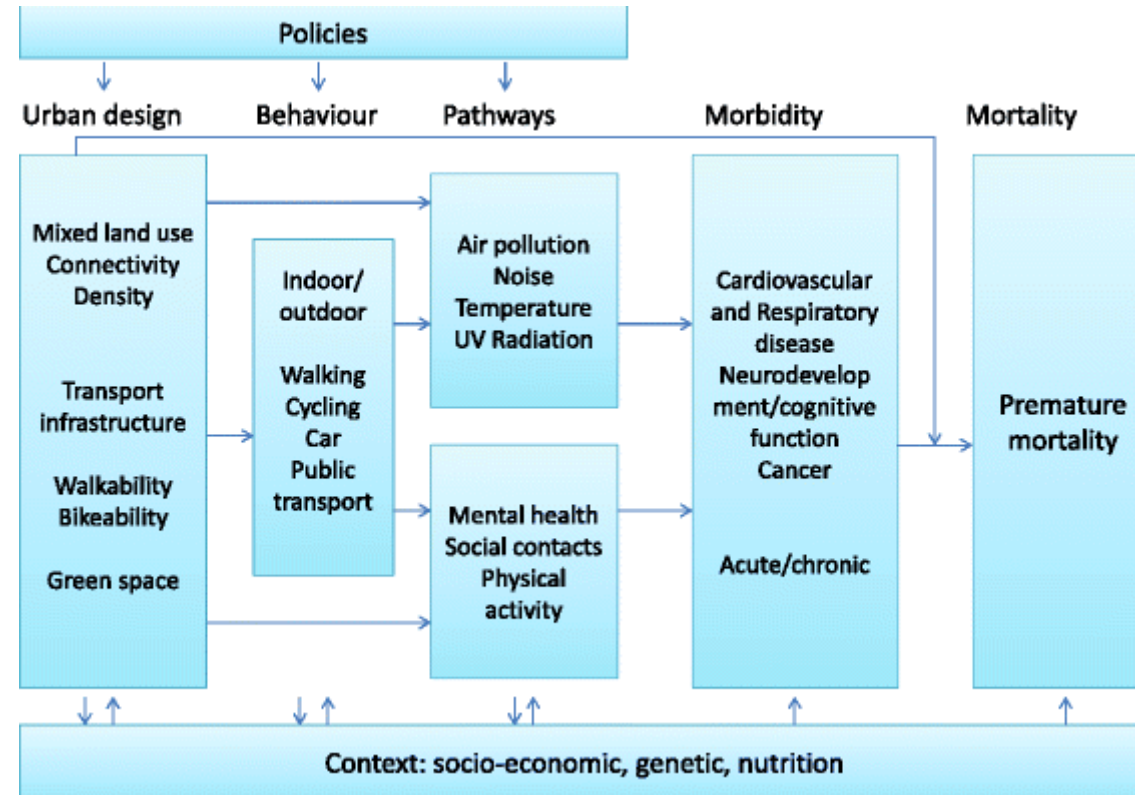 Policies
Urban design
Behaviour
Pathways
Morbidity
Mortality
Mixed land use
Connectivity
Density
Transport
infrastructure
Walkability
Bikeability
Green space
Indoor/
outdoor
Walking
Cycling
Car
Public
transport
Air pollution
Noise
Temperature
UV Radiation
Mental health
Social contacts
Physical
activity
Cardiovascular
and Respiratory
disease
Neurodevelop
ment/cognitive
function
Cancer
Acute/chronic
Premature
mortality
Context: socio-economic, genetic, nutrition